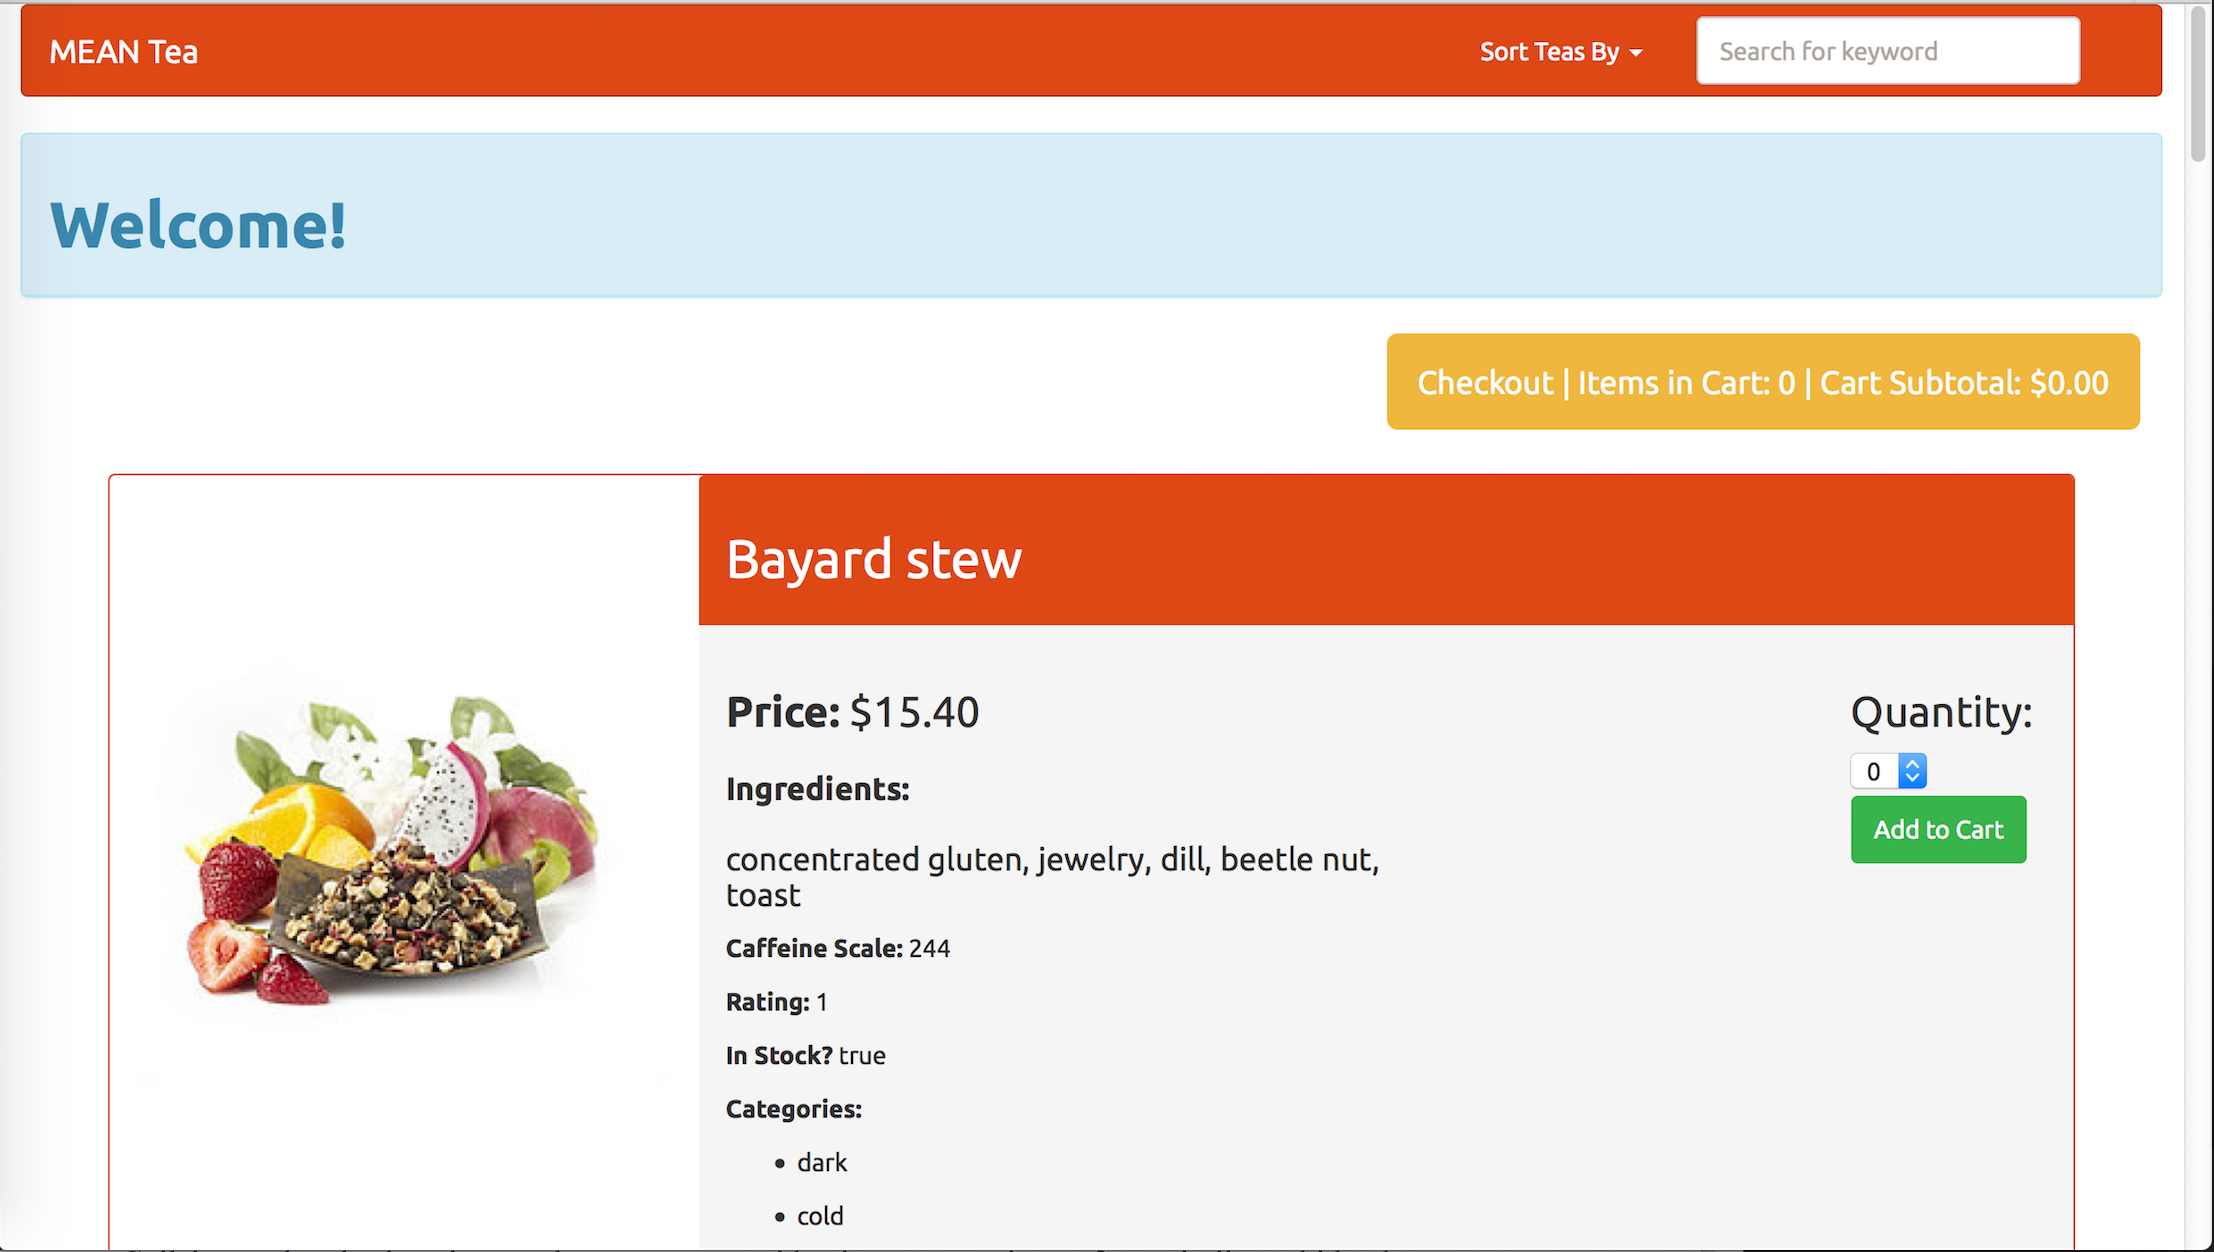 MEAN Tea
Sort Teas By
Search for keyword
Welcome!
Checkout | Items in Cart: 0 | Cart Subtotal: $0.00
Bayard stew
Price: $15.40
Quantity:
0
Add to Cart
Ingredients:
concentrated gluten, jewelry, dill, beetle nut,
toast
Caffeine Scale: 244
Rating: 1
In Stock? true
Categories:
• dark
• cold